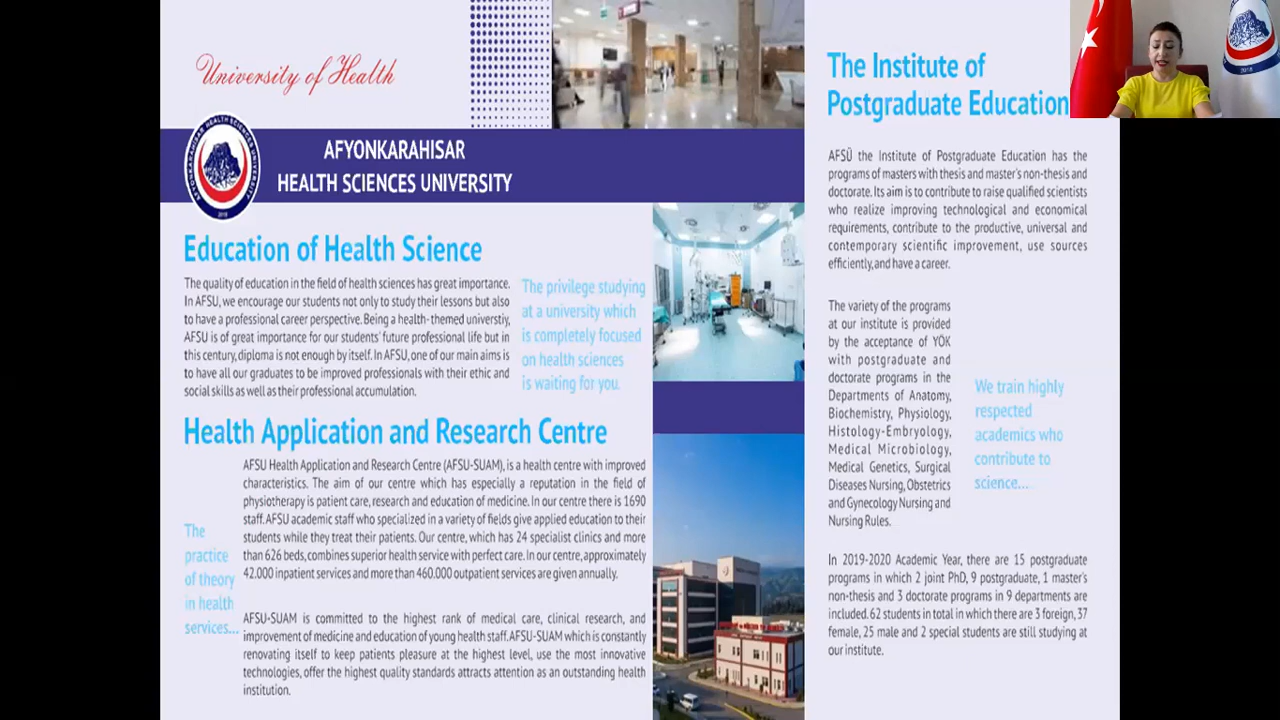 University of Health
AFYONKARAHISAR
HEALTH SCIENCES UNIVERSITY
AFYONKARAHISAR HEALTH SCIENCES UNIVERSITY
2018
Education of Health Science
The quality of education in the field of health sciences has great importance.
In AFSU, we encourage our students not only to study their lessons but also
to have a professional career perspective. Being a health- themed universtiy,
AFSU is of great importance for our students' future professional life but in
this century, diploma is not enough by itself. In AFSU, one of our main aims is
to have all our graduates to be improved professionals with their ethic and
social skills as well as their professional accumulation.
The privilege studying
at a university which
is completely focused
on health sciences
is waiting for you.
Health Application and Research Centre
AFSU Health Application and Research Centre (AFSU-SUAM), is a health centre with improved
characteristics. The aim of our centre which has especially a reputation in the field of
physiotherapy is patient care, research and education of medicine. In our centre there is 1690
staff. AFSU academic staff who specialized in a variety of fields give applied education to their
students while they treat their patients. Our centre, which has 24 specialist clinics and more
than 626 beds, combines superior health service with perfect care. In our centre, approximately
42.000 inpatient services and more than 460.000 outpatient services are given annually.
The
practice
of theory
in health
services...
AFSU-SUAM is committed to the highest rank of medical care, clinical research, and
improvement of medicine and education of young health staff. AFSU-SUAM which is constantly
renovating itself to keep patients pleasure at the highest level, use the most innovative
technologies, offer the highest quality standards attracts attention as an outstanding health
institution.
The Institute of
Postgraduate Education
AFSÜ the Institute of Postgraduate Education has the
programs of masters with thesis and master's non-thesis and
doctorate. Its aim is to contribute to raise qualified scientists
who realize improving technological and economical
requirements, contribute to the productive, universal and
contemporary scientific improvement, use sources
efficiently, and have a career.
The variety of the programs
at our institute is provided
by the acceptance of YÖK
with postgraduate and
doctorate programs in the
Departments of Anatomy,
Biochemistry, Physiology,
Histology-Embryology,
Medical Microbiology,
Medical Genetics, Surgical
Diseases Nursing, Obstetrics
and Gynecology Nursing and
Nursing Rules.
We train highly
respected
academics who
contribute to
science...
In 2019-2020 Academic Year, there are 15 postgraduate
programs in which 2 joint PhD, 9 postgraduate, 1 master's
non-thesis and 3 doctorate programs in 9 departments are
included. 62 students in total in which there are 3 foreign, 37
female, 25 male and 2 special students are still studying at
our institute.
2018